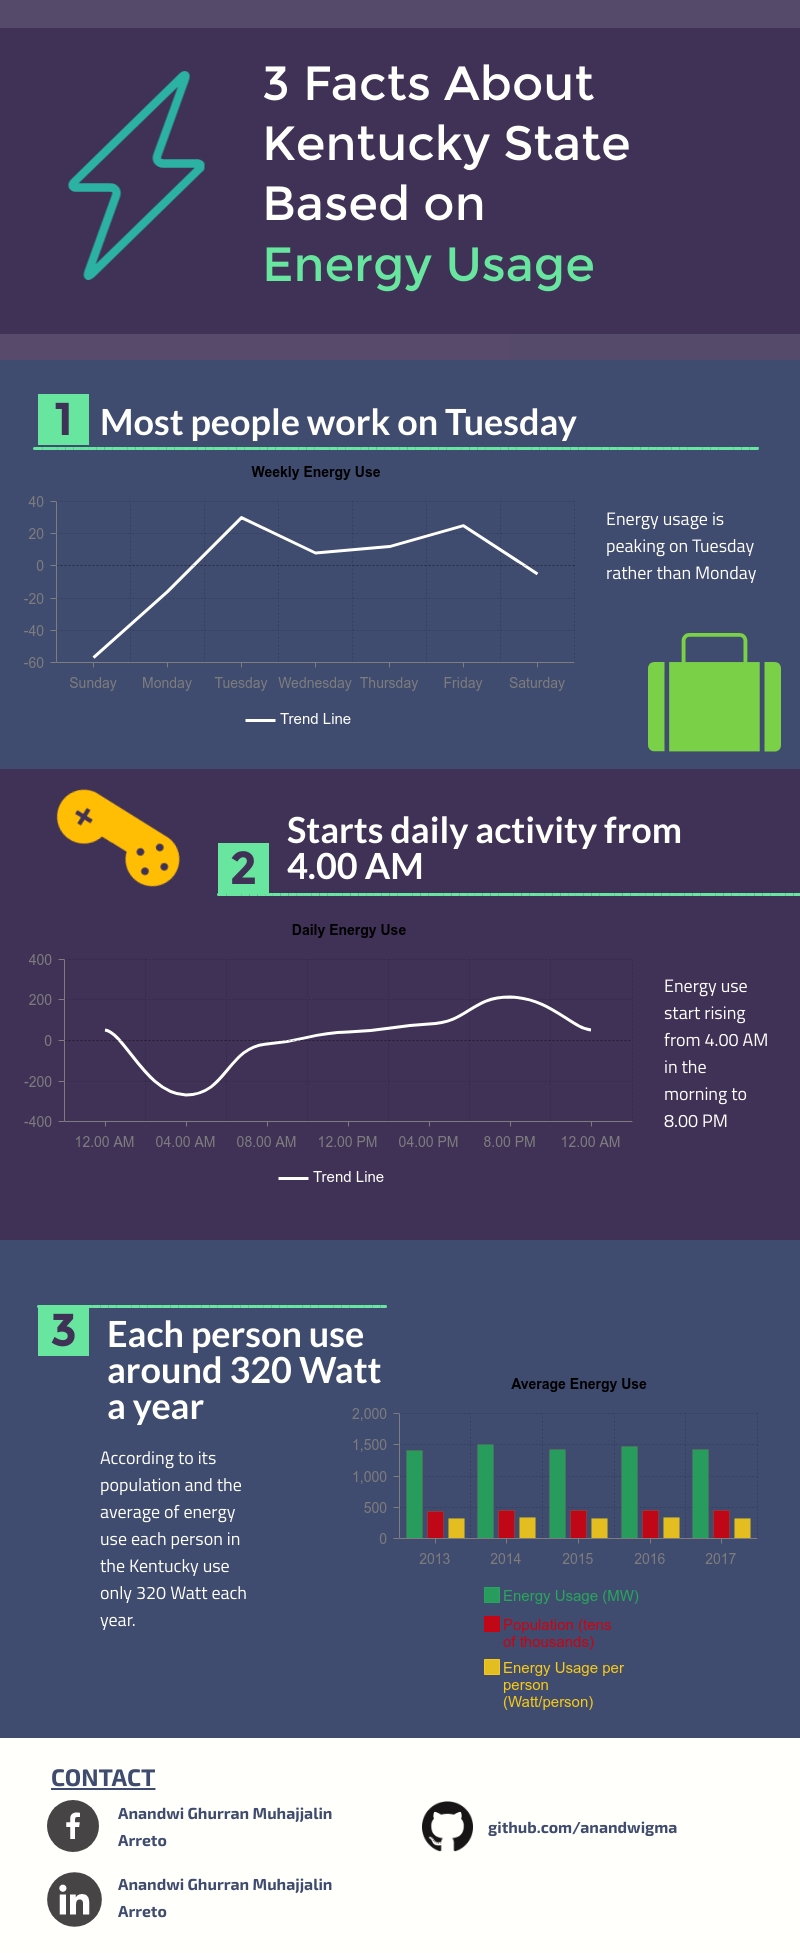 3 Facts About
Kentucky State
Based on
Energy Usage
1 Most people work on Tuesday
Weekly Energy Use
40
20
0
-20
-40
-60
Sunday Monday Tuesday Wednesday Thursday Friday Saturday
Trend Line
Energy usage is
peaking on Tuesday
rather than Monday
2 Starts daily activity from
4.00 AM
Daily Energy Use
400
200
0
-200
-400
12.00 AM 04.00 AM 08.00 AM 12.00 PM 04.00 PM 8.00 PM 12.00 AM
Trend Line
Energy use
start rising
from 4.00 AM
in the
morning to
8.00 PM
3 Each person use
around 320 Watt
a year
According to its
population and the
average of energy
use each person in
the Kentucky use
only 320 Watt each
year.
Average Energy Use
2,000
1,500
1,000
500
0
2013 2014 2015 2016 2017
Energy Usage (MW)
Population (tens
of thousands)
Energy Usage per
person
(Watt/person)
CONTACT
Anandwi Ghurran Muhajjalin
Arreto
github.com/anandwigma
Anandwi Ghurran Muhajjalin
Arreto